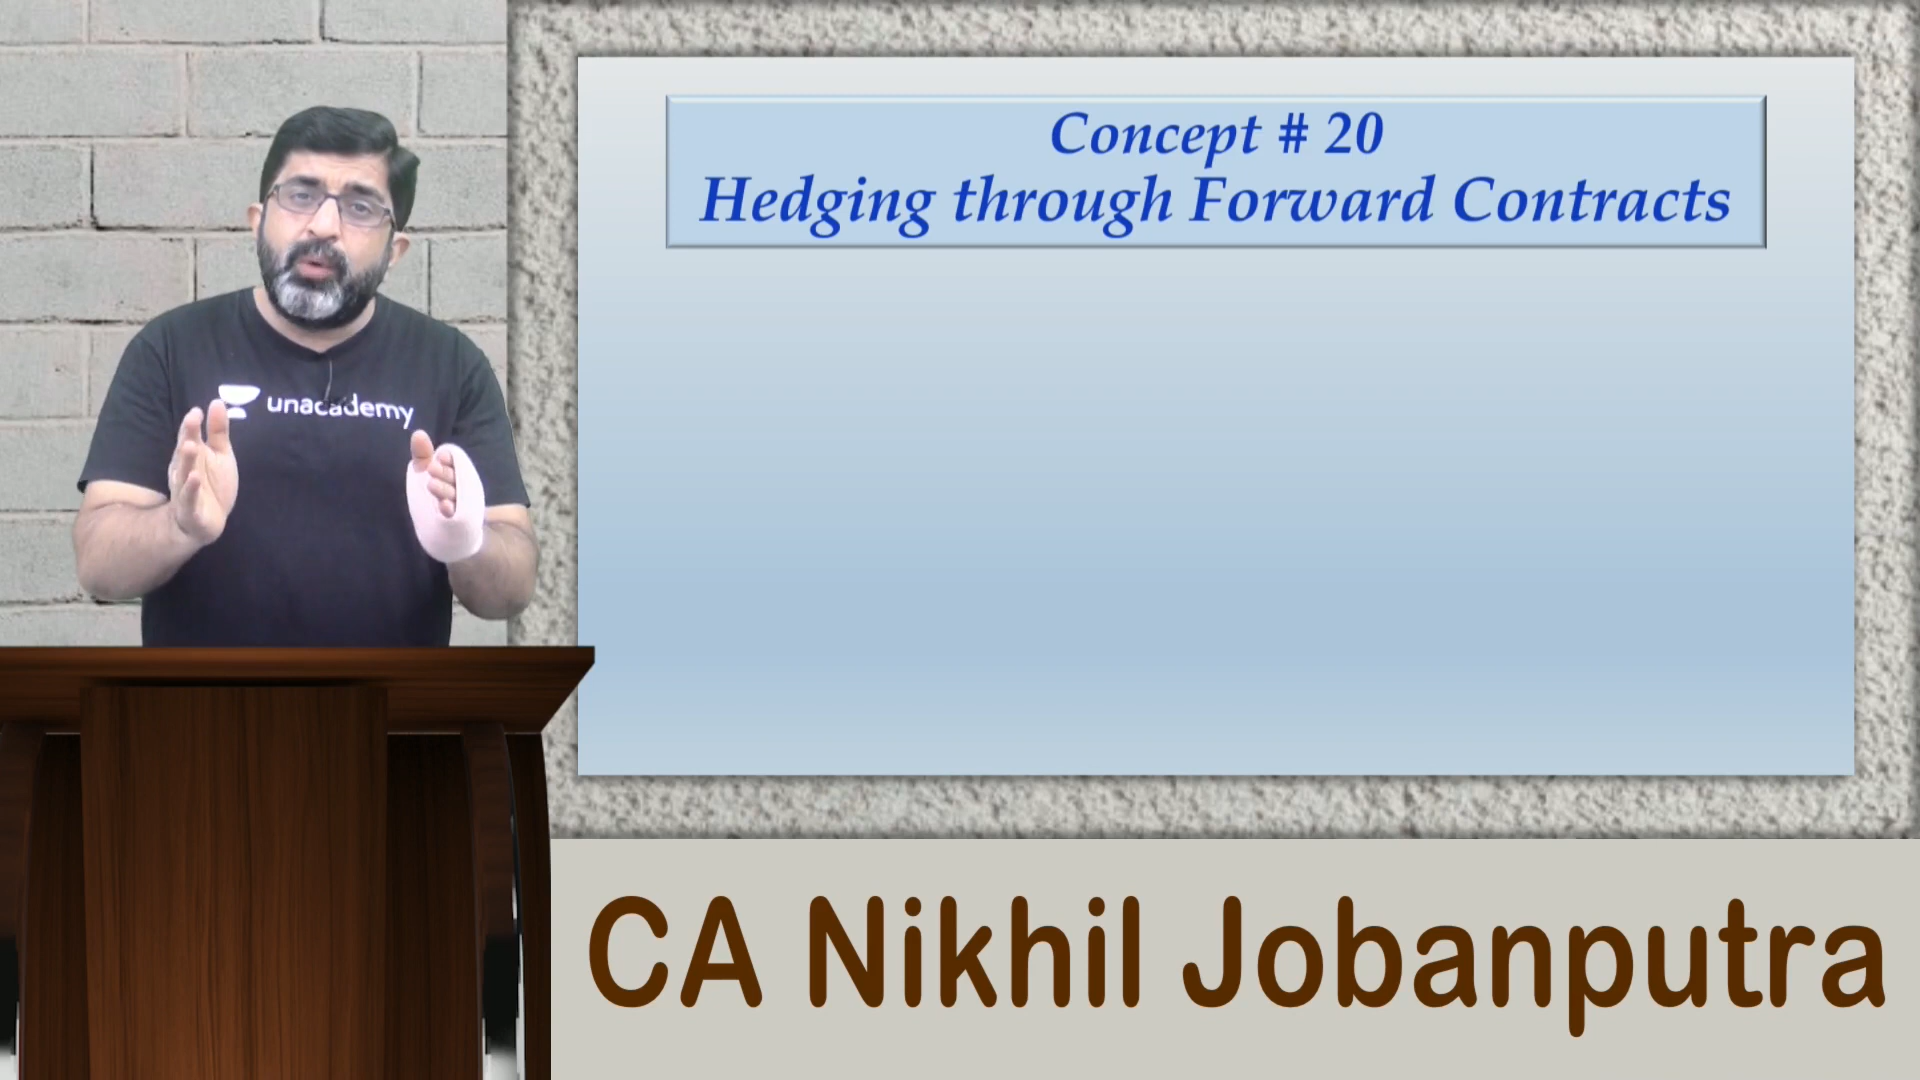 Concept # 20
Hedging through Forward Contracts
unacademy
CA Nikhil Jobanputra